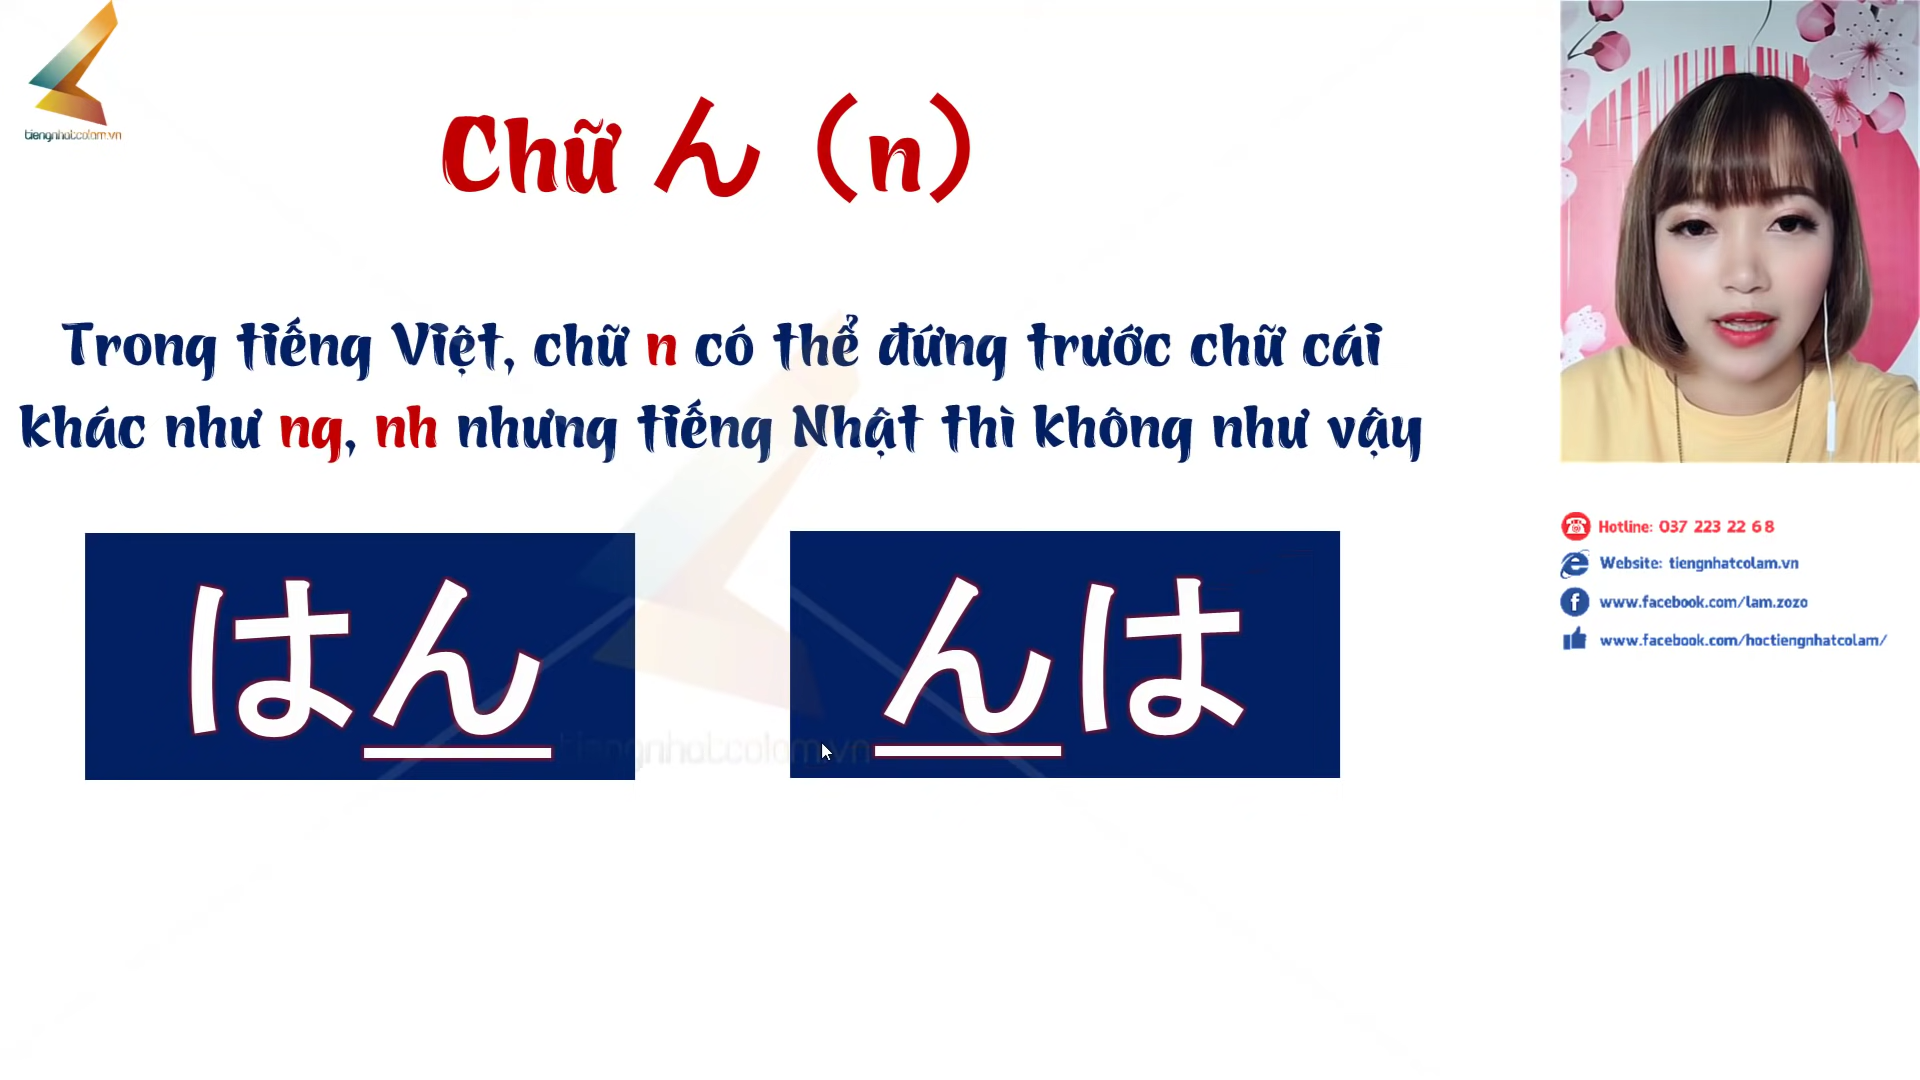 tiengnhatcolam.vn
Chữ ん (n)
Trong tiếng Việt, chữ n có thể đứng trước chữ cái
khác như ng, nh nhưng tiếng Nhật thì không như vậy
はん
んは
tiengnhatcolam.vn
Hotline: 037 223 22 68
Website: tiengnhatcolam.vn
www.facebook.com/lam.zozo
www.facebook.com/hoctiengnhatcolam/